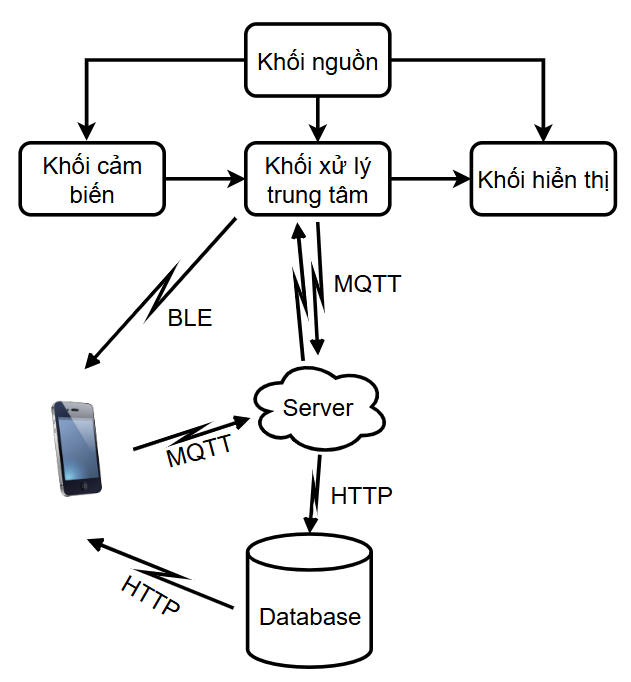 Khối nguồn
Khối cảm
biến
Khối xử lý
trung tâm
Khối hiển thị
MQTT
BLE
Server
MQTT
HTTP
HTTP
Database